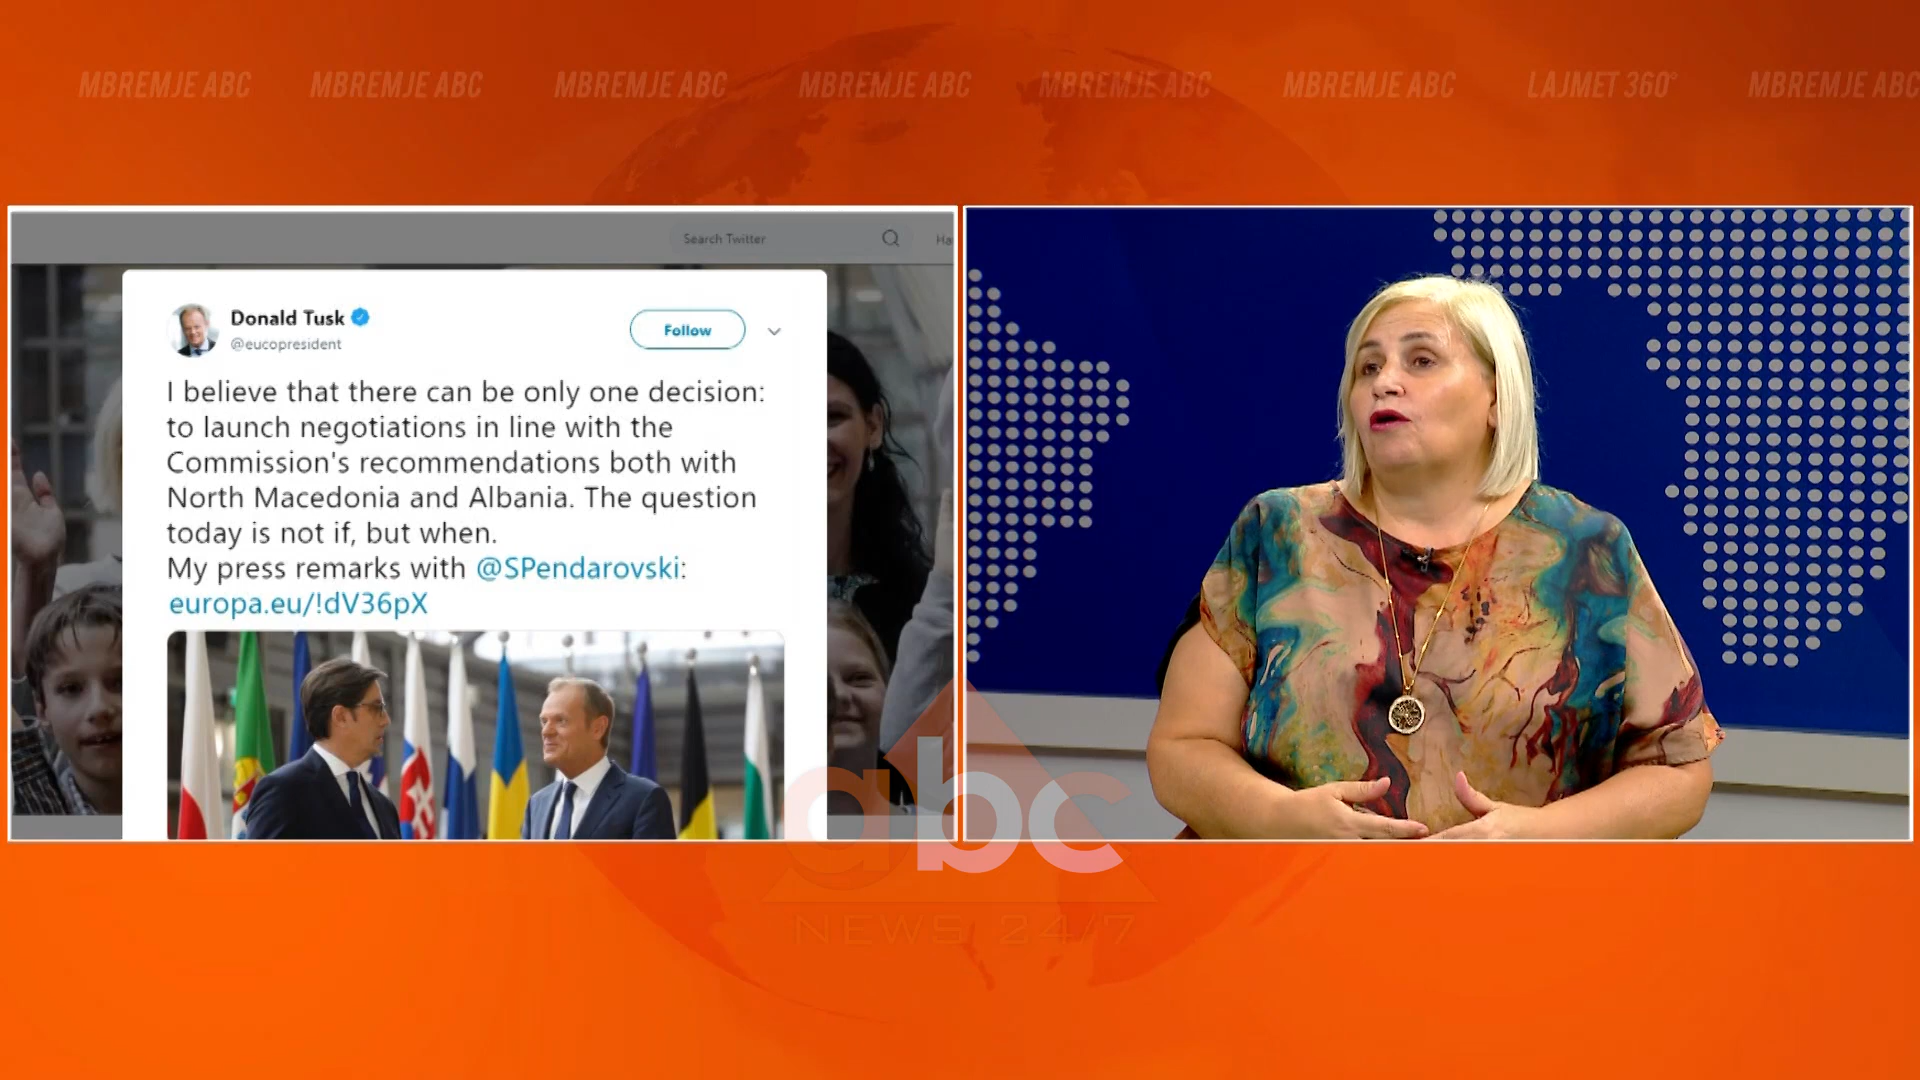 MBREMJE ABC MBREMJE ABC MBREMJE ABC MBREMJE ABC MBREMJE ABC MBREMJE ABC LAJMET 360° MBREMJE ABC
Search Twitter
Ha
Donald Tusk
@eucopresident
Follow
I believe that there can be only one decision:
to launch negotiations in line with the
Commission's recommendations both with
North Macedonia and Albania. The question
today is not if, but when.
My press remarks with @SPendarovski:
europa.eu/!dV36pX
abc
NEWS 24/7